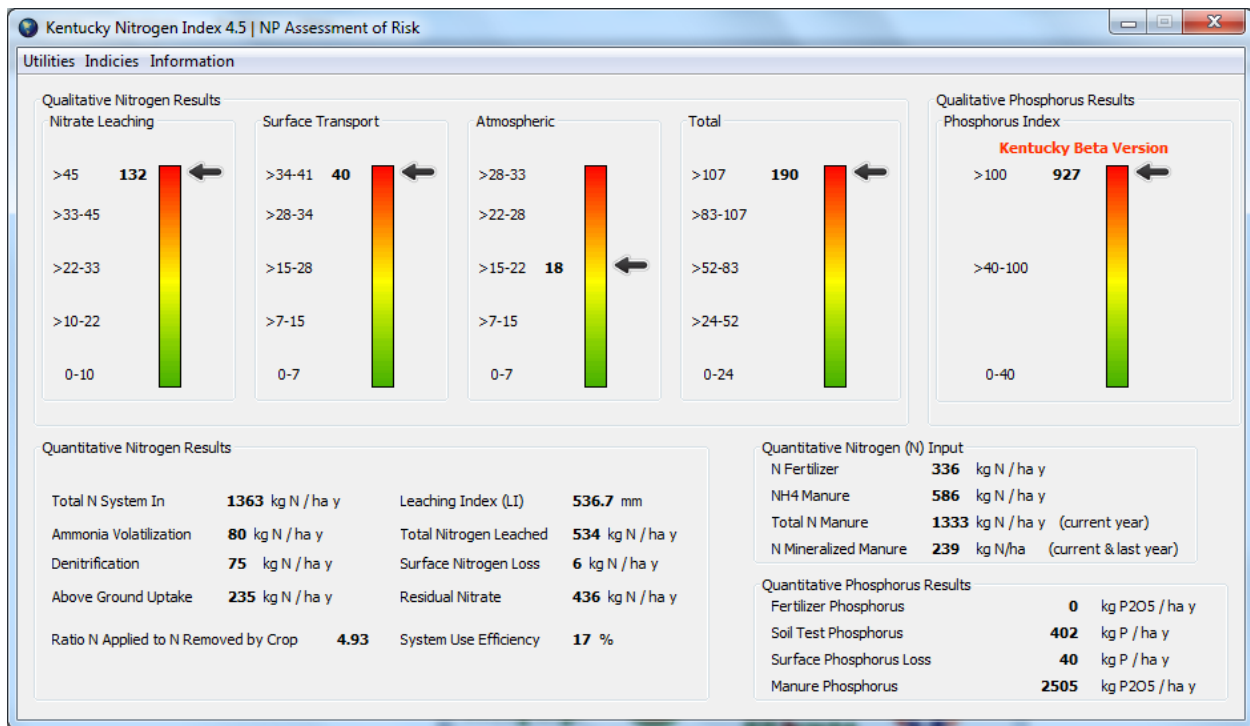 Kentucky Nitrogen Index 4.5 | NP Assessment of Risk
Utilities Indicies Information
Qualitative Nitrogen Results
Nitrate Leaching
>45 132
>33-45
>22-33
>10-22
0-10
Surface Transport
>34-41 40
>28-34
>15-28
>7-15
0-7
Atmospheric
>28-33
>22-28
>15-22 18
>7-15
0-7
Total
>107 190
>83-107
>52-83
>24-52
0-24
Qualitative Phosphorus Results
Phosphorus Index
Kentucky Beta Version
>100 927
>40-100
0-40
Quantitative Nitrogen Results
Total N System In 1363 kg N / ha y Leaching Index (LI) 536.7 mm
Ammonia Volatilization 80 kg N / ha y Total Nitrogen Leached 534 kg N / ha y
Denitrification 75 kg N / ha y Surface Nitrogen Loss 6 kg N / ha y
Above Ground Uptake 235 kg N / ha y Residual Nitrate 436 kg N / ha y
Ratio N Applied to N Removed by Crop 4.93 System Use Efficiency 17 %
Quantitative Nitrogen (N) Input
N Fertilizer 336 kg N / ha y
NH4 Manure 586 kg N / ha y
Total N Manure 1333 kg N / ha y (current year)
N Mineralized Manure 239 kg N/ha (current & last year)
Quantitative Phosphorus Results
Fertilizer Phosphorus 0 kg P2O5 / ha y
Soil Test Phosphorus 402 kg P / ha y
Surface Phosphorus Loss 40 kg P / ha y
Manure Phosphorus 2505 kg P2O5 / ha y